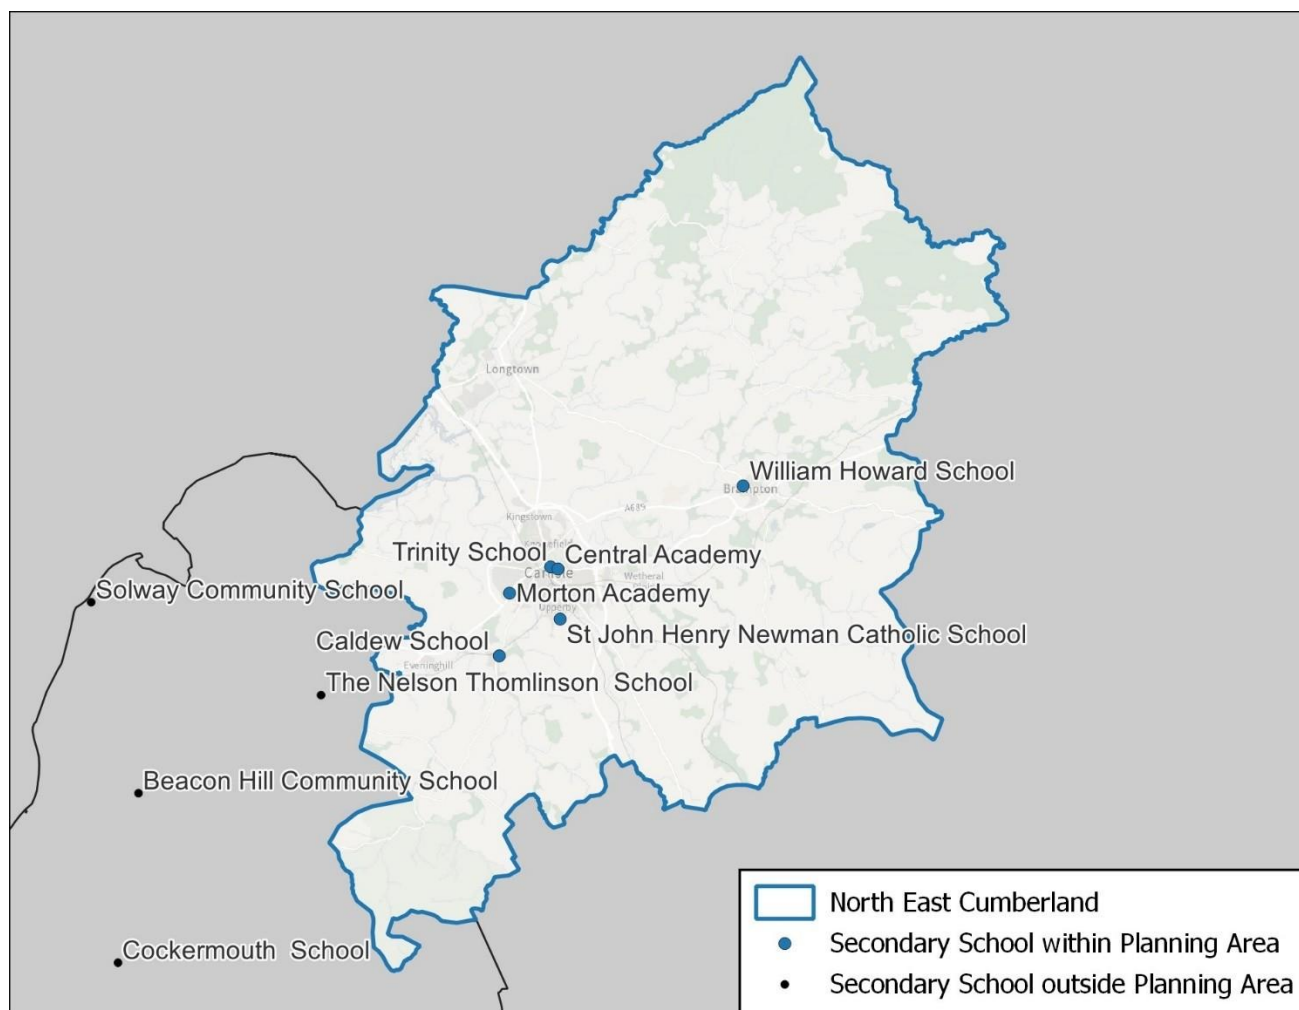 Longtown
William Howard School
Brampton
A689
Kingstown
Trinity School
Central Academy
Carlisle
Wetheral
Solway Community School
Morton Academy
Upperby
St John Henry Newman Catholic School
Caldew School
Eveninghill
The Nelson Thomlinson School
Beacon Hill Community School
Cockermouth School
North East Cumberland
Secondary School within Planning Area
Secondary School outside Planning Area